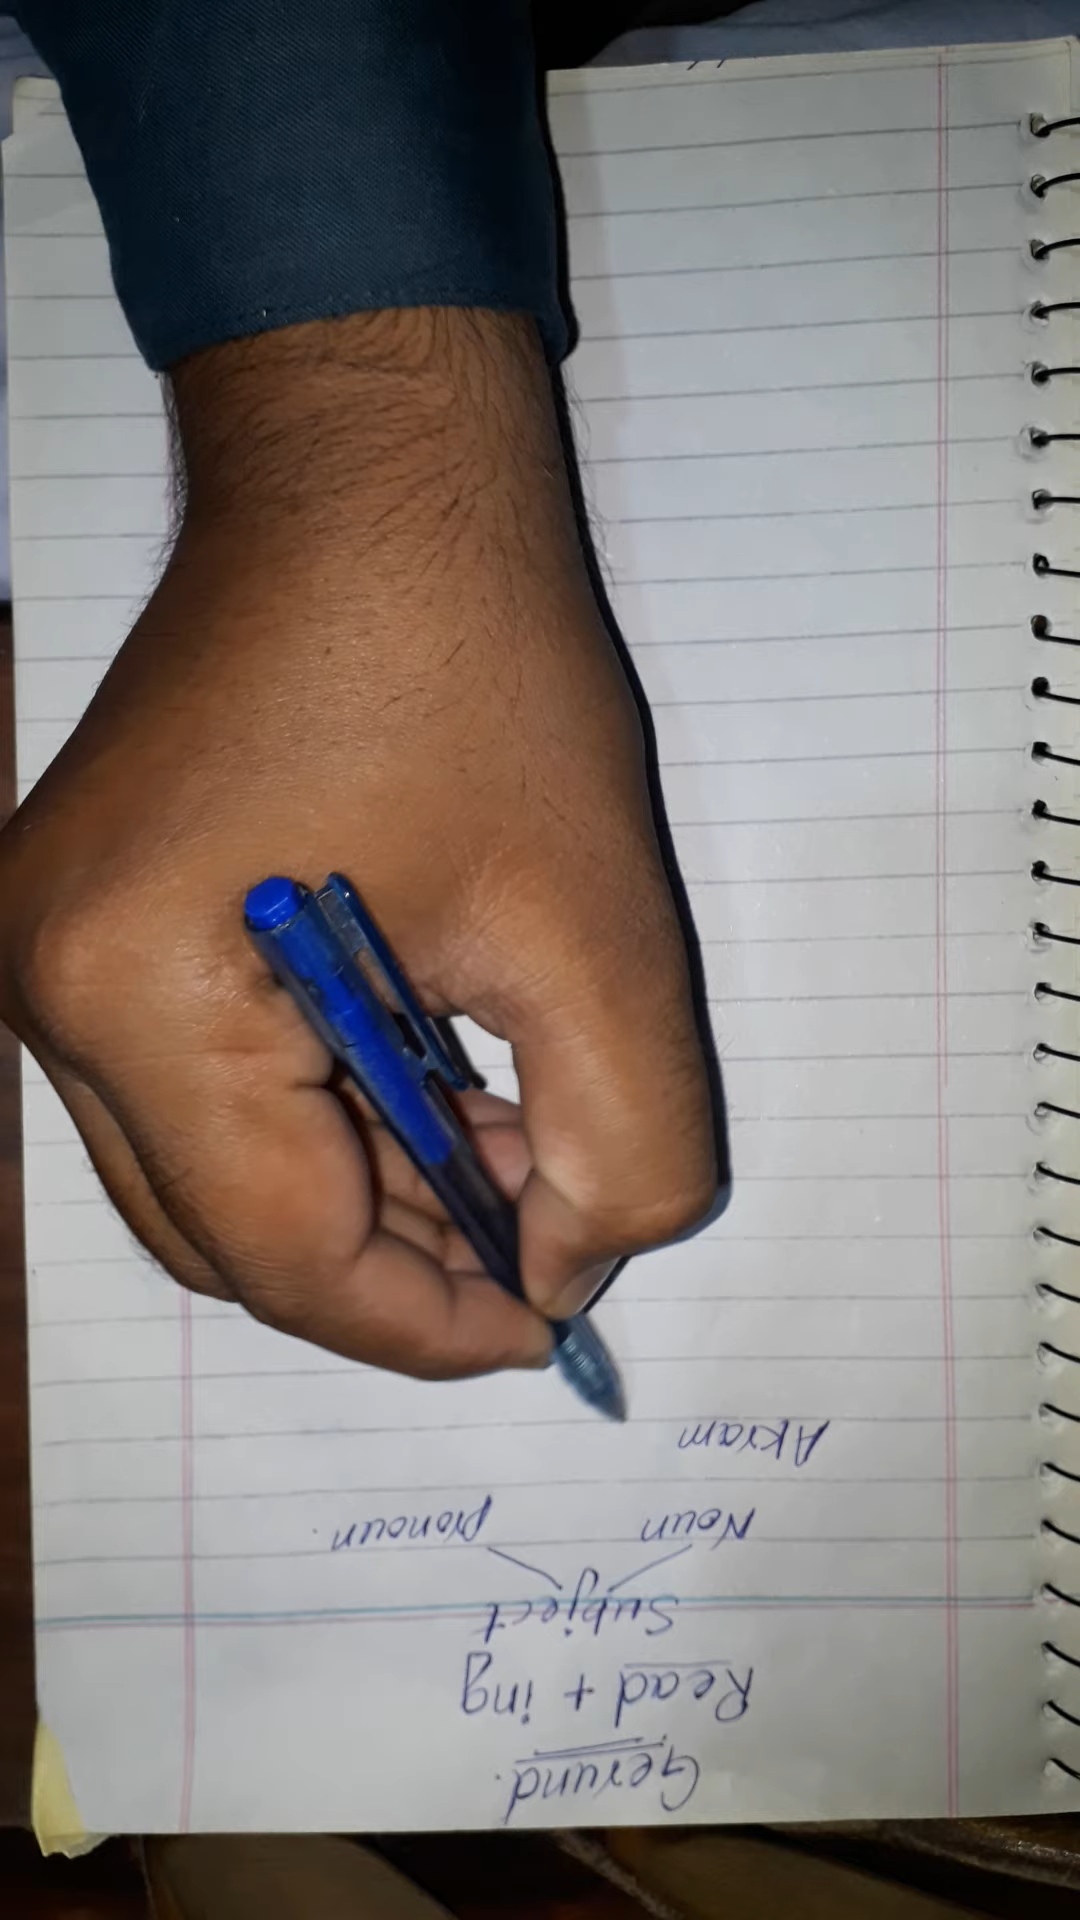 Gerund.
Read + ing
Subject
Noun pronoun.
Akram